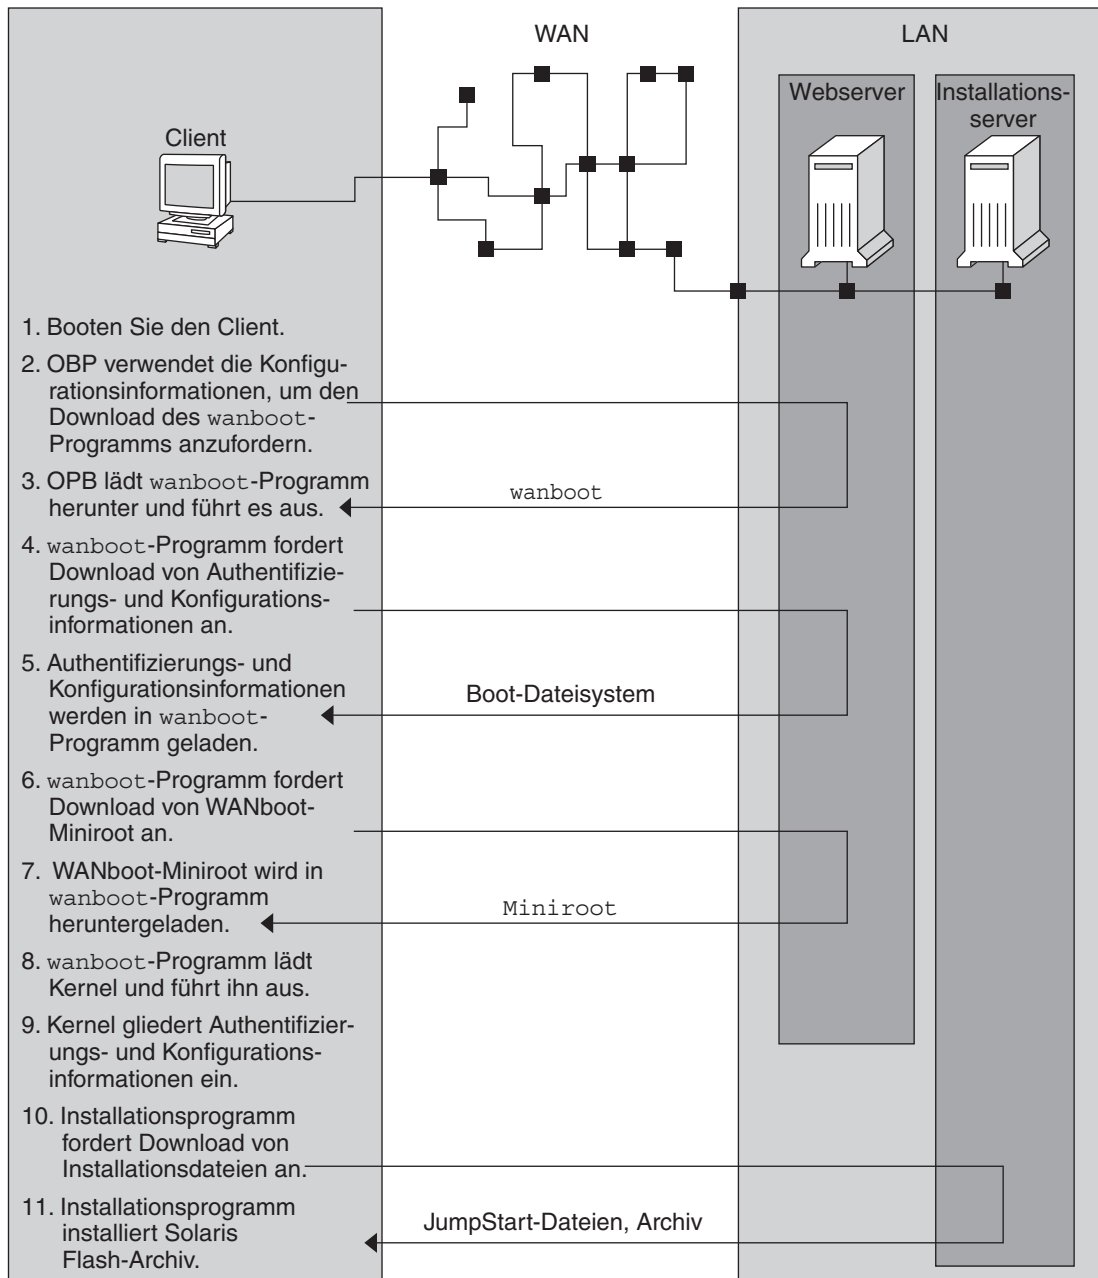 WAN
LAN
Client
Webserver
Installations-
server
1. Booten Sie den Client.
2. OBP verwendet die Konfigu-
rationsinformationen, um den
Download des wanboot-
Programms anzufordern.
3. OPB lädt wanboot-Programm
herunter und führt es aus.
wanboot
4. wanboot-Programm fordert
Download von Authentifizie-
rungs- und Konfigurations-
informationen an.
5. Authentifizierungs- und
Konfigurationsinformationen
werden in wanboot-
Programm geladen.
Boot-Dateisystem
6. wanboot-Programm fordert
Download von WANboot-
Miniroot an.
7. WANboot-Miniroot wird in
wanboot-Programm
heruntergeladen.
Miniroot
8. wanboot-Programm lädt
Kernel und führt ihn aus.
9. Kernel gliedert Authentifizier-
ungs- und Konfigurations-
informationen ein.
10. Installationsprogramm
fordert Download von
Installationsdateien an.
11. Installationsprogramm
installiert Solaris
Flash-Archiv.
JumpStart-Dateien, Archiv